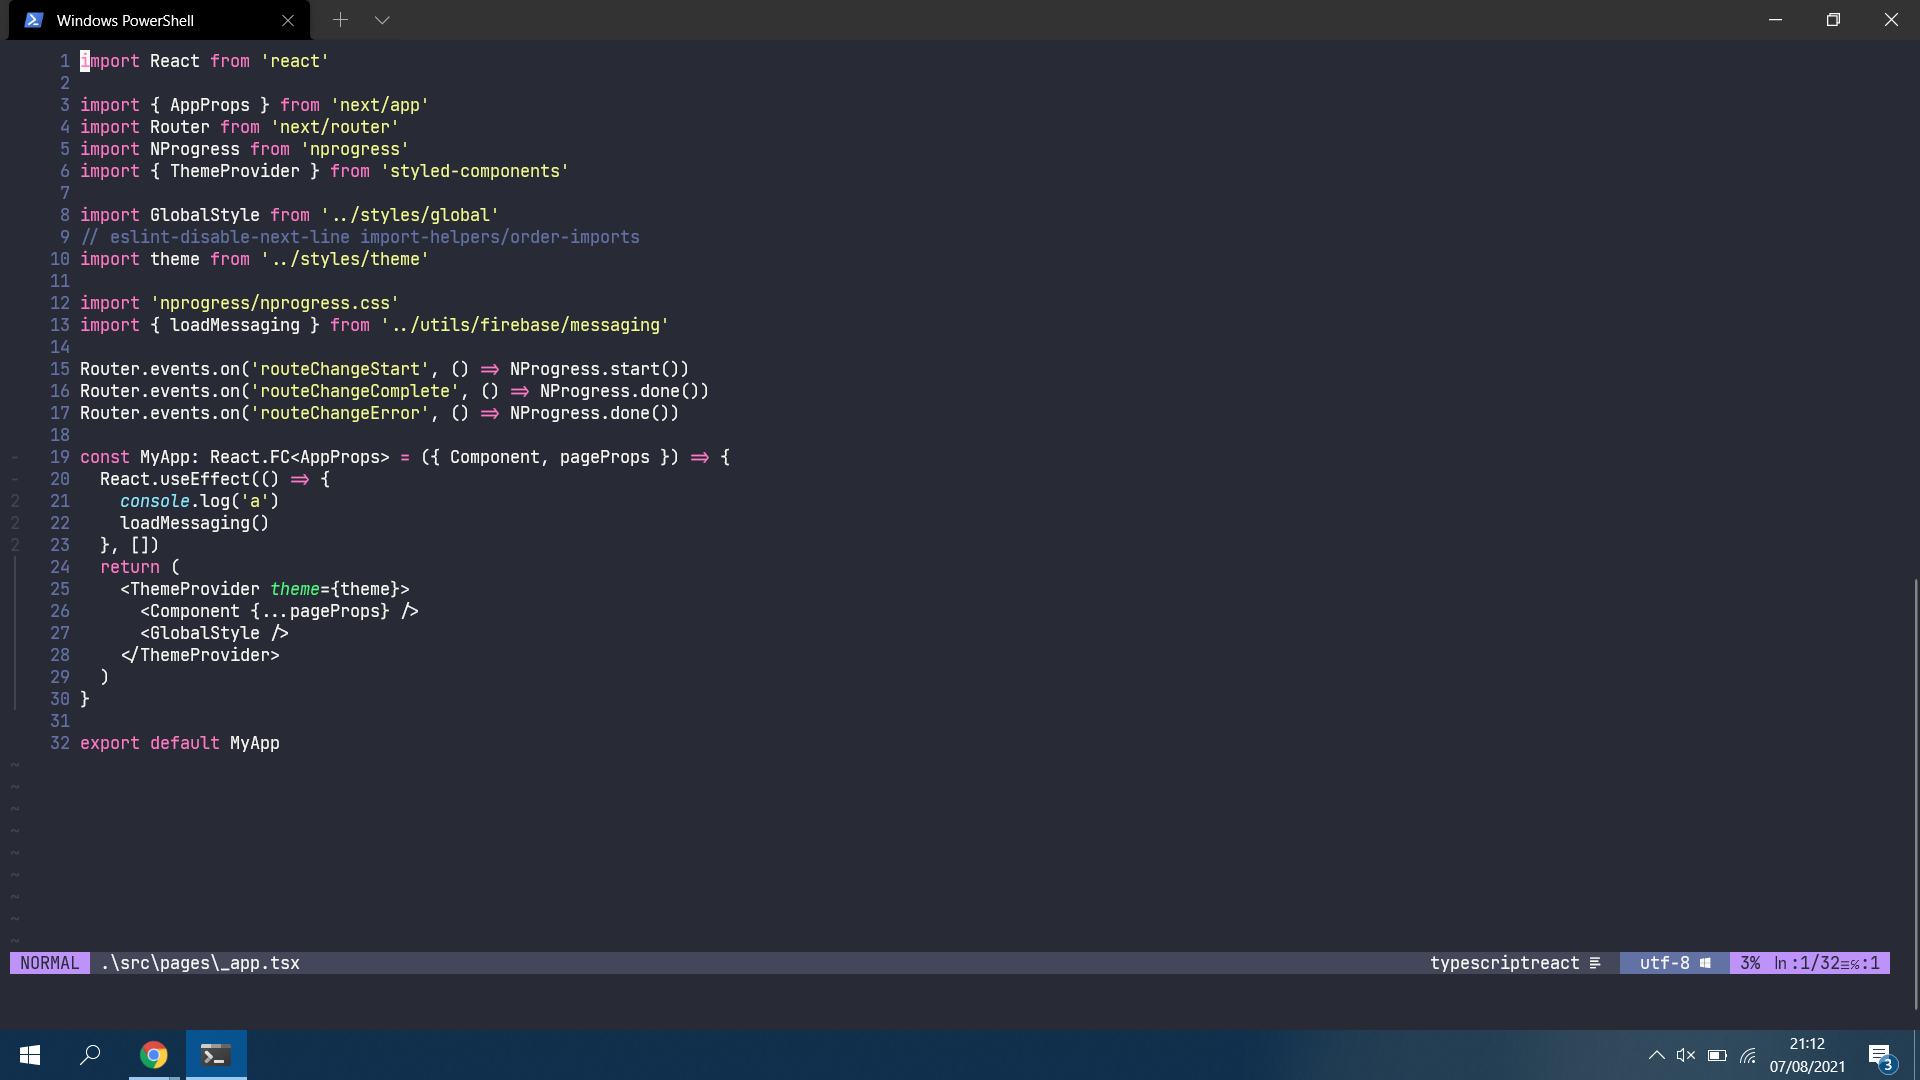 Windows PowerShell
1 import React from 'react'
2
3 import { AppProps } from 'next/app'
4 import Router from 'next/router'
5 import NProgress from 'nprogress'
6 import { ThemeProvider } from 'styled-components'
7
8 import GlobalStyle from '../styles/global'
9 // eslint-disable-next-line import-helpers/order-imports
10 import theme from '../styles/theme'
11
12 import 'nprogress/nprogress.css'
13 import { loadMessaging } from '../utils/firebase/messaging'
14
15 Router.events.on('routeChangeStart', () => NProgress.start())
16 Router.events.on('routeChangeComplete', () => NProgress.done())
17 Router.events.on('routeChangeError', () => NProgress.done())
18
- 19 const MyApp: React.FC<AppProps> = ({ Component, pageProps }) => {
- 20   React.useEffect(() => {
2 21     console.log('a')
2 22     loadMessaging()
2 23   }, [])
24   return (
25     <ThemeProvider theme={theme}>
26       <Component {...pageProps} />
27       <GlobalStyle />
28     </ThemeProvider>
29   )
30 }
31
32 export default MyApp
~
~
~
~
~
~
~
~
~
NORMAL .\src\pages\_app.tsx typescriptreact utf-8 3% ln:1/32≡℅:1
21:12
07/08/2021
3